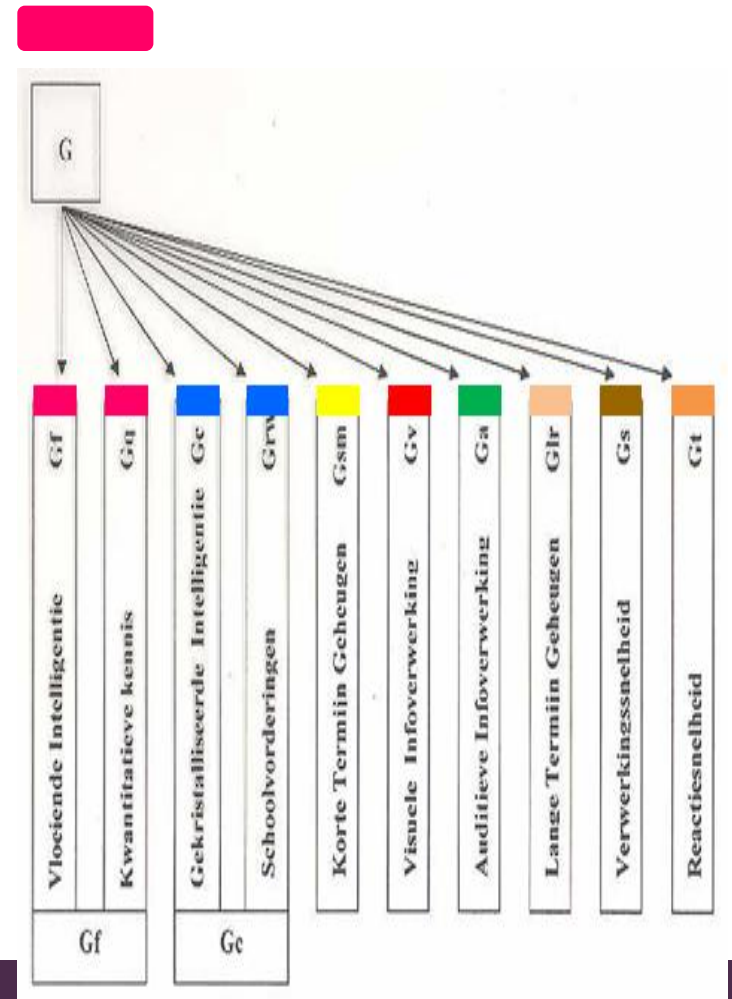 G
Vloeiende Intelligentie Gf
Kwantitatieve kennis Gq
Gekristalliseerde Intelligentie Gc
Schoolvorderingen Grw
Korte Termijn Geheugen Gsm
Visuele Infoverwerking Gv
Auditieve Infoverwerking Ga
Lange Termijn Geheugen Glr
Verwerkingssnelheid Gs
Reactiesnelheid Gt
Gf
Gc